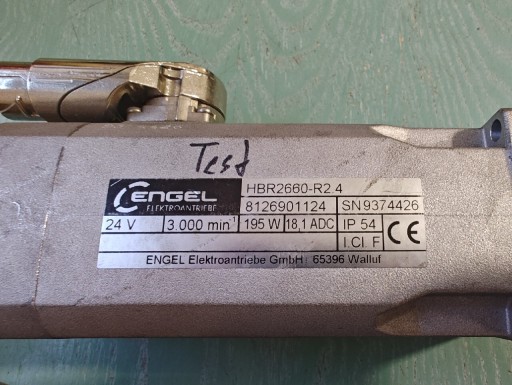 Test
ENGEL HBR2660-R2.4
ELEKTROANTRIEBE 8126901124 SN9374426
24 V 3.000 min⁻¹ 195 W 18,1 ADC IP 54 CE
I.Cl. F
ENGEL Elektroantriebe GmbH 65396 Walluf